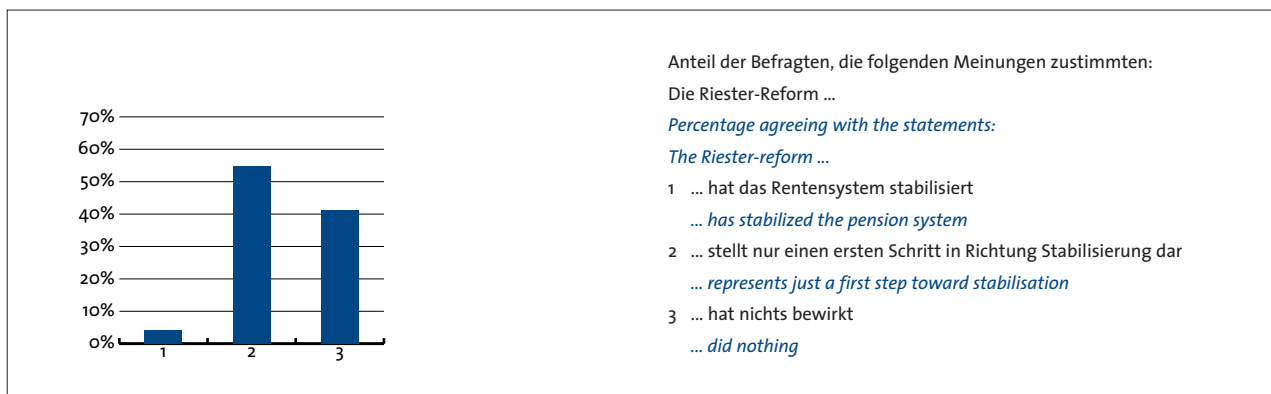 70%
60%
50%
40%
30%
20%
10%
0%
1 2 3
Anteil der Befragten, die folgenden Meinungen zustimmten:
Die Riester-Reform ...
Percentage agreeing with the statements:
The Riester-reform ...
1 ... hat das Rentensystem stabilisiert
... has stabilized the pension system
2 ... stellt nur einen ersten Schritt in Richtung Stabilisierung dar
... represents just a first step toward stabilisation
3 ... hat nichts bewirkt
... did nothing